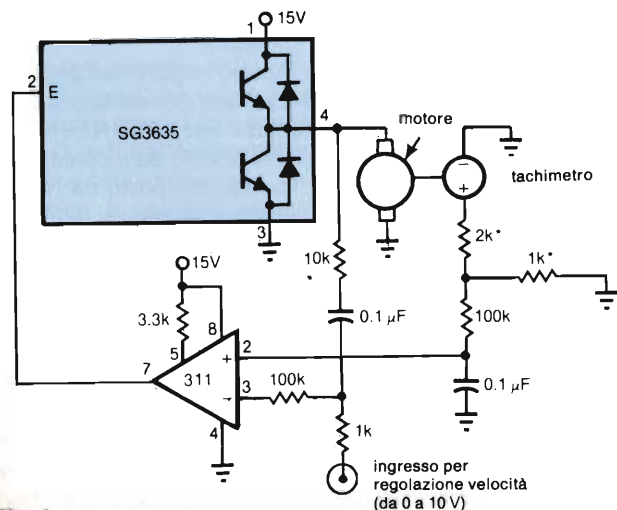 15V
1
2
E
SG3635
4
3
motore
tachimetro
−
+
2k*
1k*
10k
0.1 µF
100k
15V
3.3k
8
5
7
+
2
311
100k
−
3
4
0.1 µF
1k
ingresso per
regolazione velocità
(da 0 a 10 V)